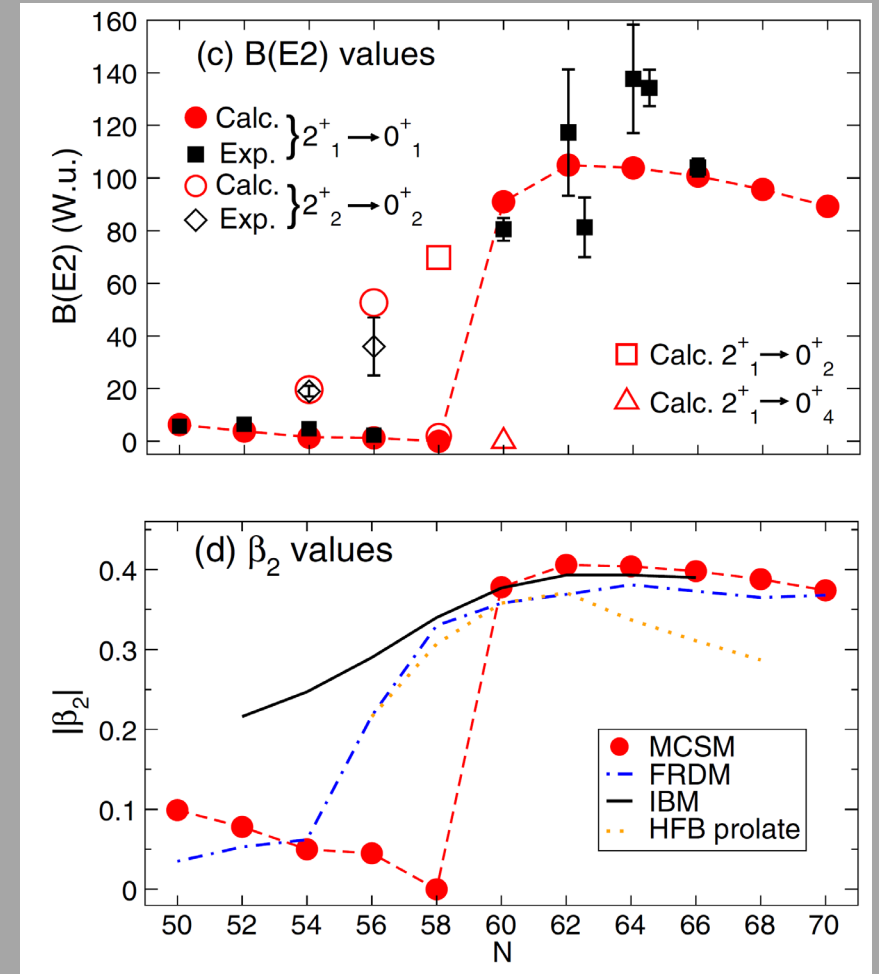 160
(c) B(E2) values
140
120
100
80
60
40
20
0
B(E2) (W.u.)
Calc.
Exp.
} 2⁺₁ → 0⁺₁
Calc.
Exp.
} 2⁺₂ → 0⁺₂
Calc. 2⁺₁ → 0⁺₂
Calc. 2⁺₁ → 0⁺₄
(d) β₂ values
0.4
0.3
0.2
0.1
0
|β₂|
MCSM
FRDM
IBM
HFB prolate
50 52 54 56 58 60 62 64 66 68 70
N